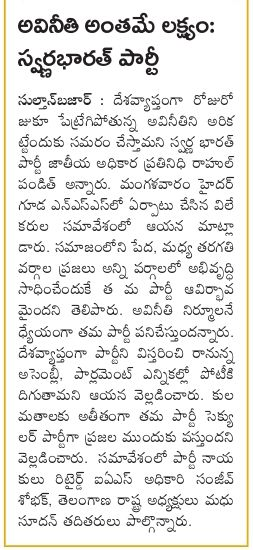 అవినీతి అంతమే లక్ష్యం:
స్వర్ణభారత్ పార్టీ
సుల్తాన్‌బజార్ : దేశవ్యాప్తంగా రోజురో
జుకూ పేట్రేగిపోతున్న అవినీతిని అరిక
ట్టేందుకు సమరం చేస్తామని స్వర్ణ భారత్
పార్టీ జాతీయ అధికార ప్రతినిధి రాహుల్
పండిట్ అన్నారు. మంగళవారం హైదర్
గూడ ఎన్ఎస్ఎస్‌లో ఏర్పాటు చేసిన విలే
కరుల సమావేశంలో ఆయన మాట్లా
డారు. సమాజంలోని పేద, మధ్య తరగతి
వర్గాల ప్రజలు అన్ని వర్గాలలో అభివృద్ధి
సాధించేందుకే త మ పార్టీ ఆవిర్భావ
మైందని తెలిపారు. అవినీతి నిర్మూలనే
ధ్యేయంగా తమ పార్టీ పనిచేస్తుందన్నారు.
దేశవ్యాప్తంగా పార్టీని విస్తరించి రానున్న
అసెంబ్లీ, పార్లమెంట్ ఎన్నికల్లో పోటీకి
దిగుతామని ఆయన వెల్లడించారు. కుల
మతాలకు అతీతంగా తమ పార్టీ సెక్యు
లర్ పార్టీగా ప్రజల ముందుకు వస్తుందని
వెల్లడించారు. సమావేశంలో పార్టీ నాయ
కులు రిటైర్డ్ ఐఏఎస్ అధికారి సంజీవ్
శోభక్, తెలంగాణ రాష్ట్ర అధ్యక్షులు మధు
సూదన్ తదితరులు పాల్గొన్నారు.